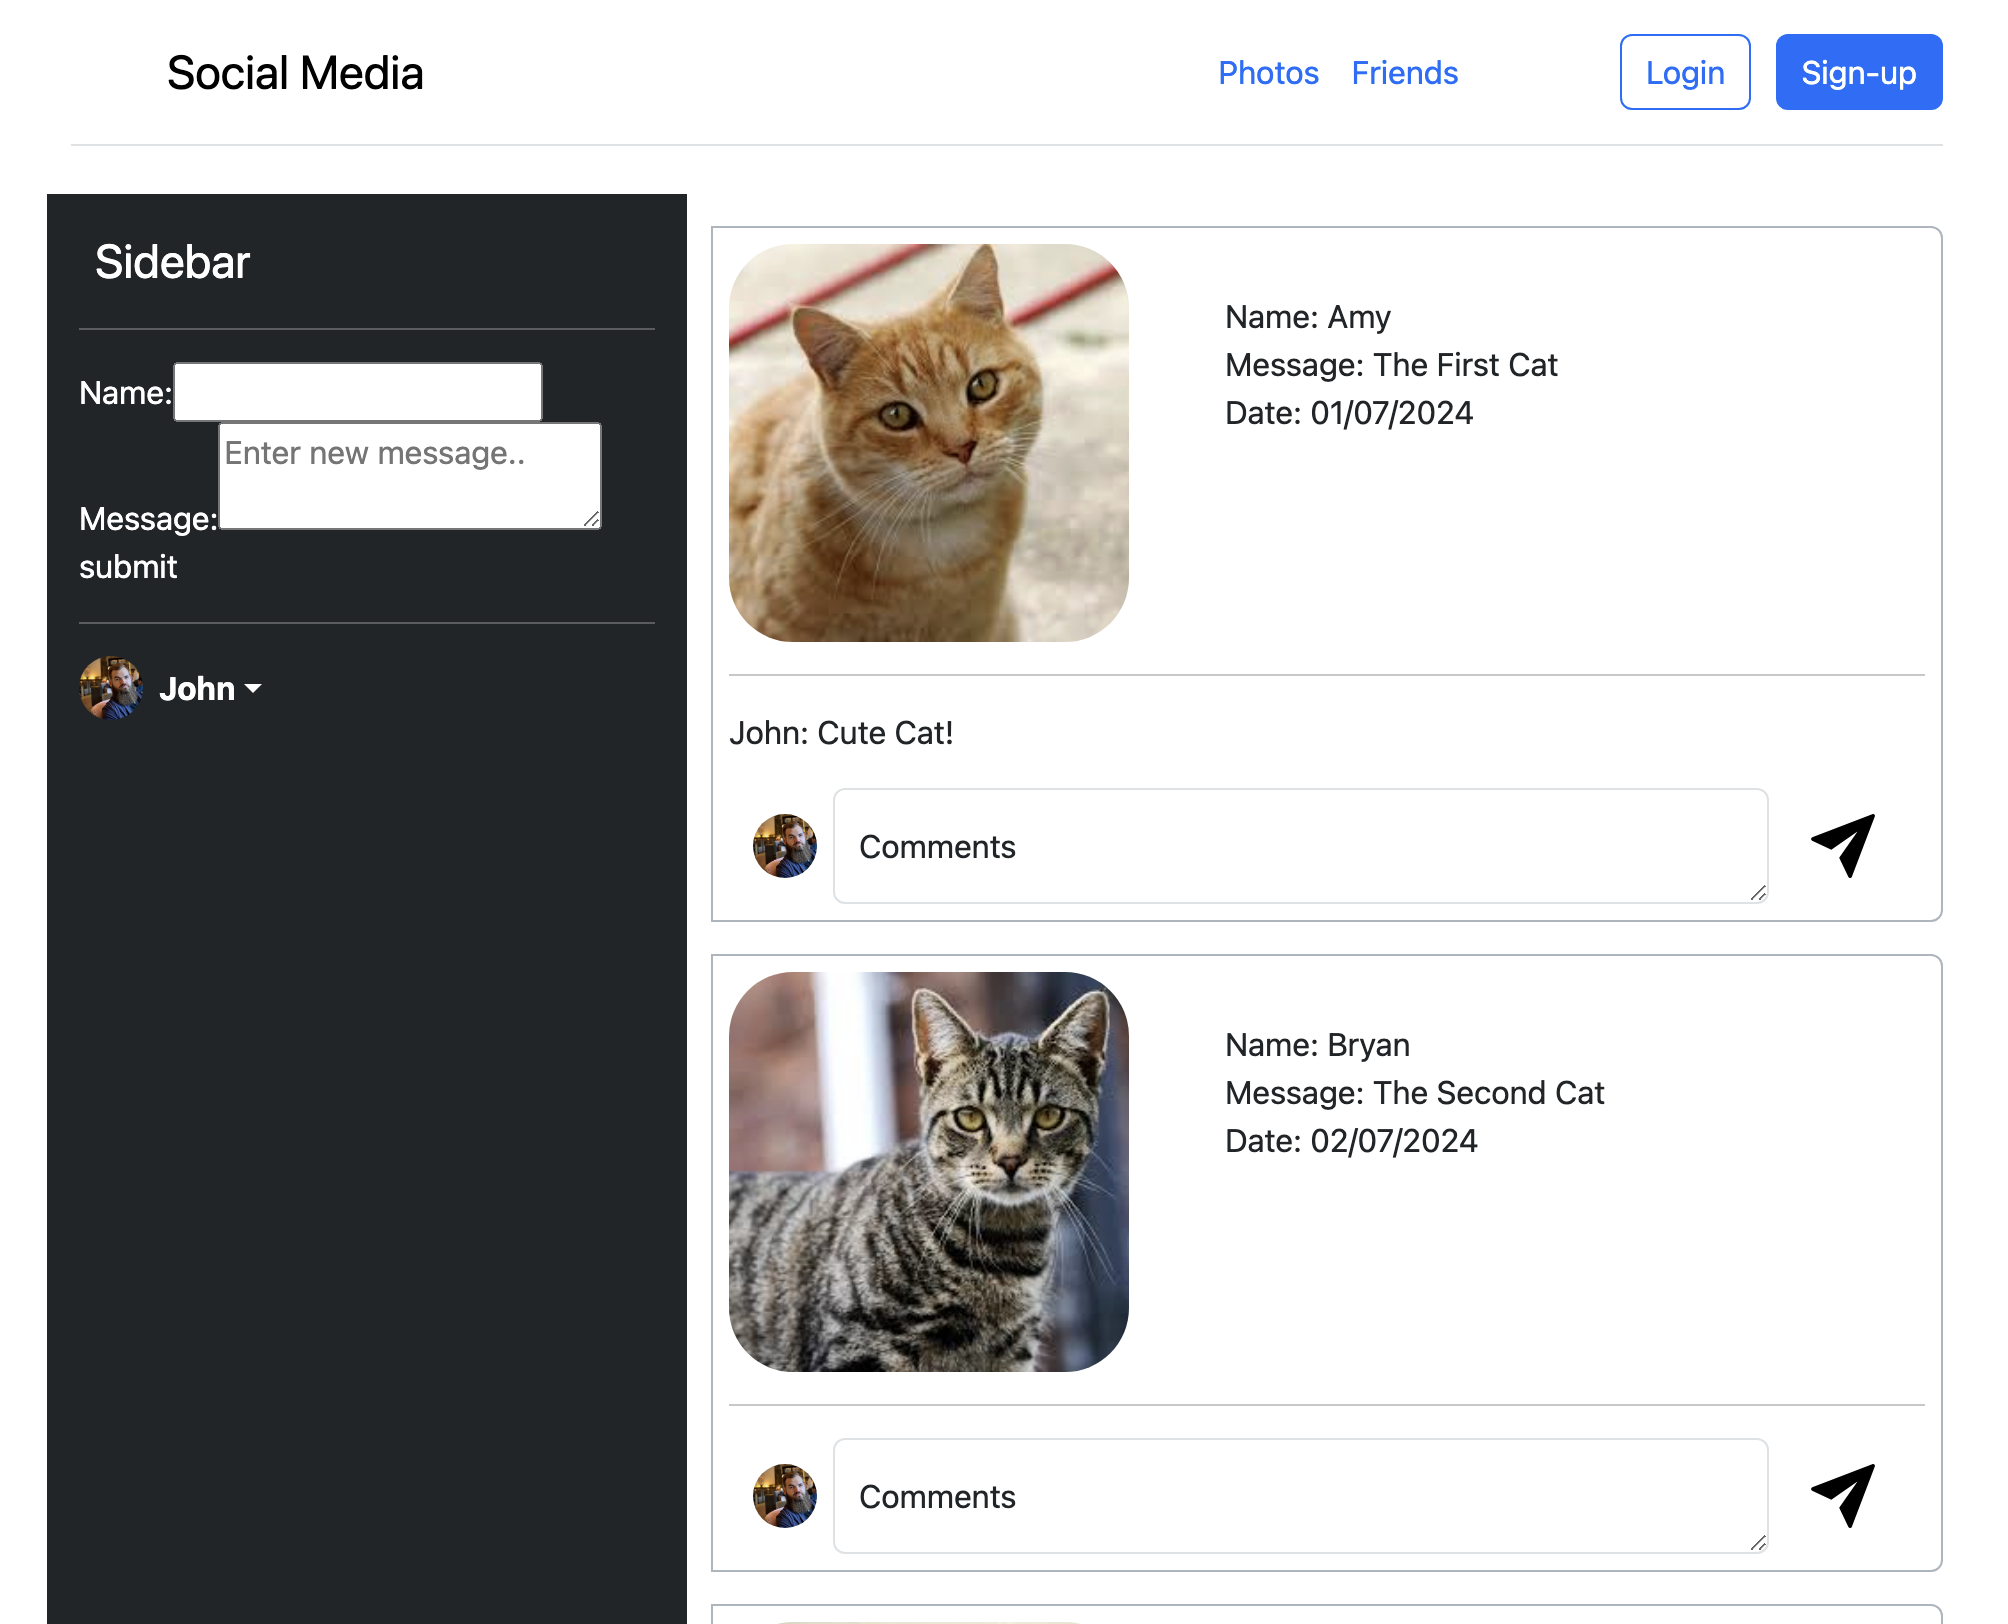 Social Media
Photos
Friends
Login
Sign-up
Sidebar
Name:
Enter new message..
Message:
submit
John
Name: Amy
Message: The First Cat
Date: 01/07/2024
John: Cute Cat!
Comments
Name: Bryan
Message: The Second Cat
Date: 02/07/2024
Comments